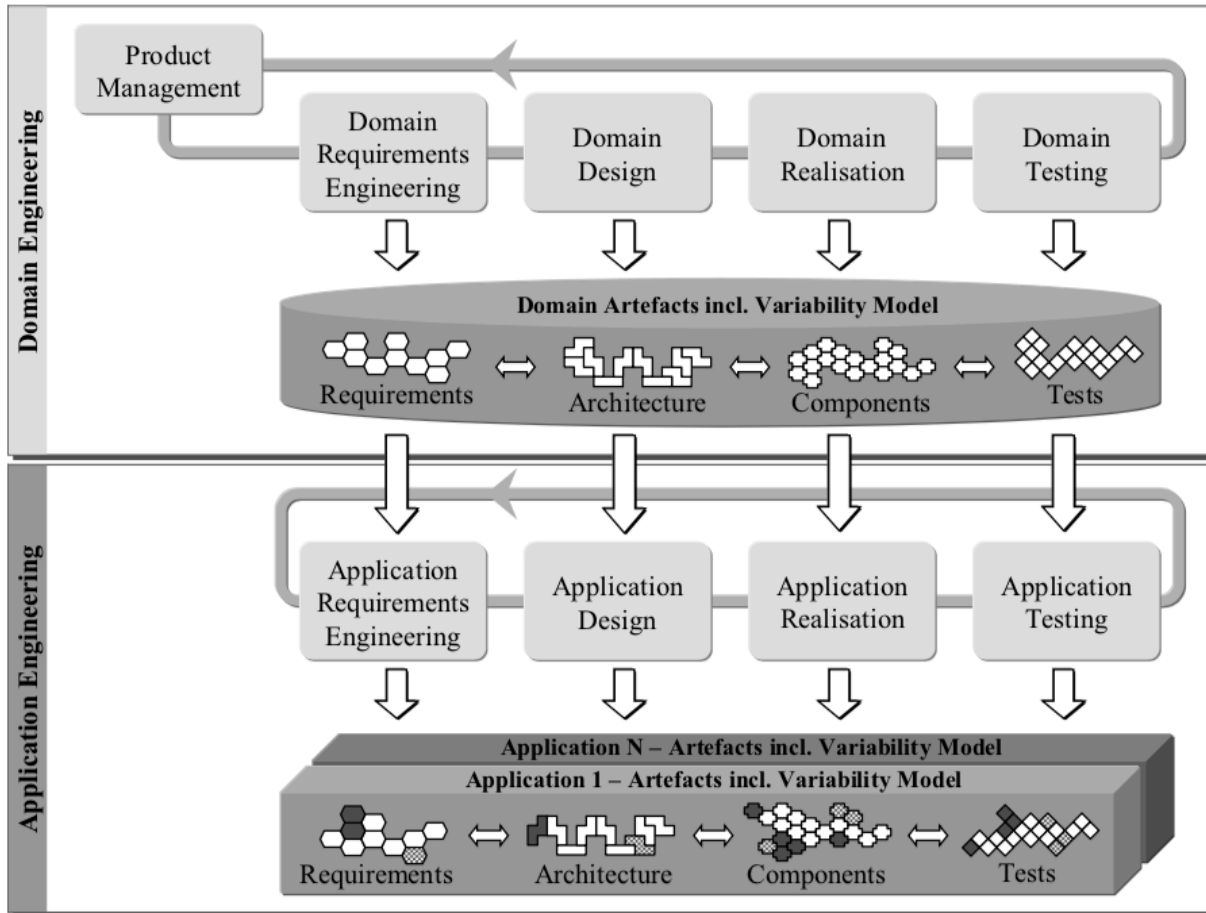 Domain Engineering
Product
Management
Domain
Requirements
Engineering
Domain
Design
Domain
Realisation
Domain
Testing
Domain Artefacts incl. Variability Model
Requirements
Architecture
Components
Tests
Application Engineering
Application
Requirements
Engineering
Application
Design
Application
Realisation
Application
Testing
Application N – Artefacts incl. Variability Model
Application 1 – Artefacts incl. Variability Model
Requirements
Architecture
Components
Tests